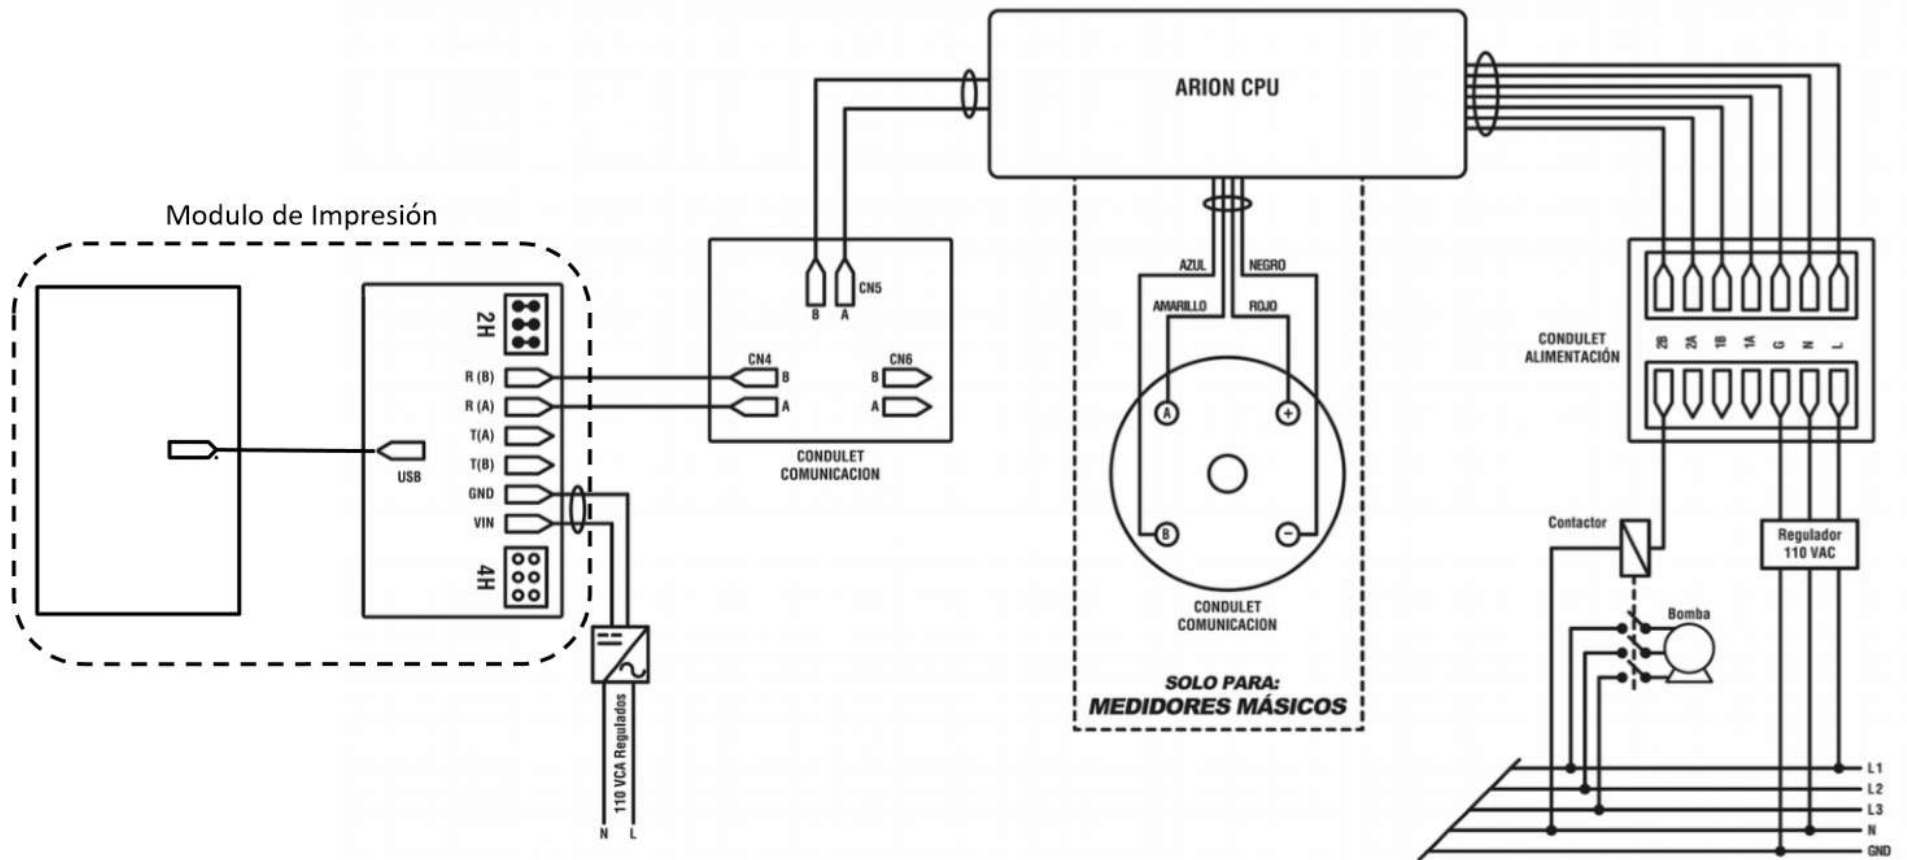 ARION CPU
Modulo de Impresión
2H
R (B)
R (A)
T(A)
T(B)
GND
VIN
4H
USB
110 VCA Regulados
N
L
CN5
B
A
CN4
B
A
CN6
B
A
CONDULET
COMUNICACION
AZUL
NEGRO
AMARILLO
ROJO
A
+
B
−
CONDULET
COMUNICACION
SOLO PARA:
MEDIDORES MÁSICOS
CONDULET
ALIMENTACIÓN
2B
2A
1B
1A
G
N
L
Contactor
Regulador
110 VAC
Bomba
L1
L2
L3
N
GND